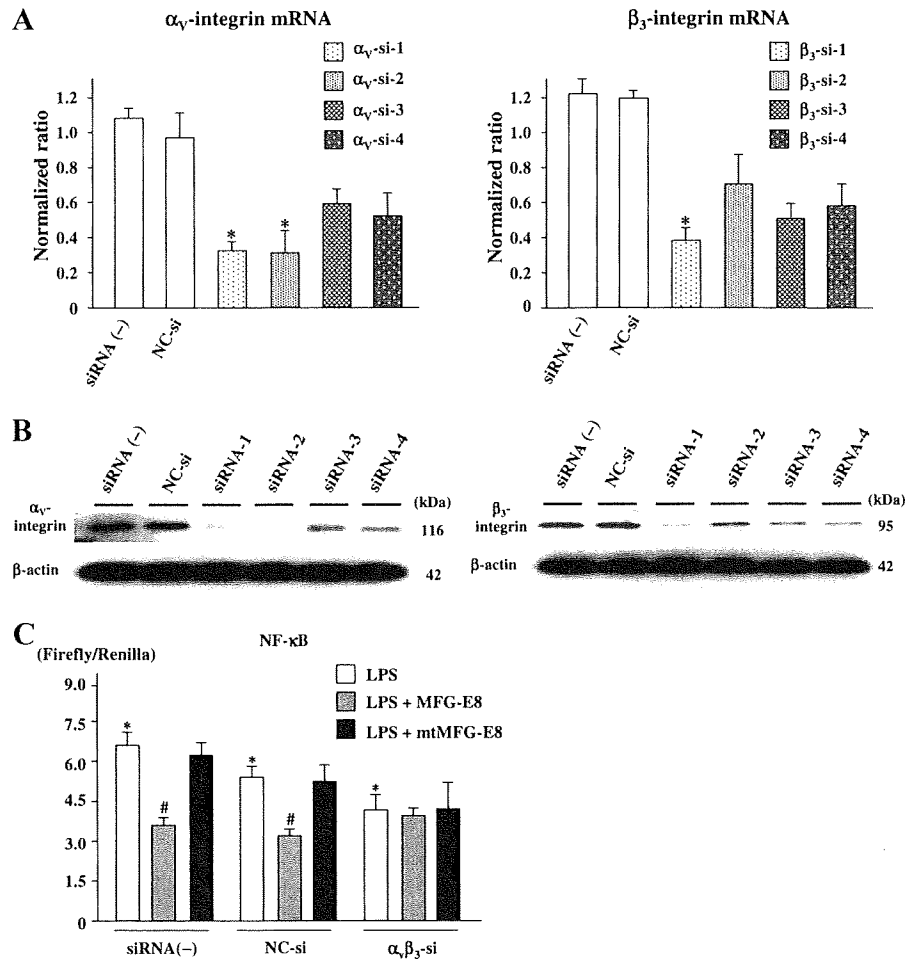 A
αV-integrin mRNA
αV-si-1
αV-si-2
αV-si-3
αV-si-4
Normalized ratio
1.2
1.0
0.8
0.6
0.4
0.2
0
*
*
siRNA (–)
NC-si
β3-integrin mRNA
β3-si-1
β3-si-2
β3-si-3
β3-si-4
Normalized ratio
1.2
1.0
0.8
0.6
0.4
0.2
0
*
siRNA (–)
NC-si
B
siRNA (–)
NC-si
siRNA-1
siRNA-2
siRNA-3
siRNA-4
(kDa)
αV-
integrin
116
β-actin
42
siRNA (–)
NC-si
siRNA-1
siRNA-2
siRNA-3
siRNA-4
(kDa)
β3-
integrin
95
β-actin
42
C
NF-κB
(Firefly/Renilla)
LPS
LPS + MFG-E8
LPS + mtMFG-E8
9.0
7.5
6.0
4.5
3.0
1.5
0
*
#
*
#
*
siRNA(–)
NC-si
αvβ3-si